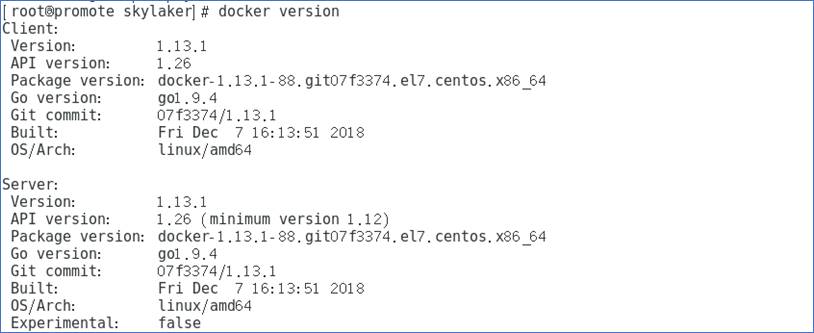 [root@promote skylaker]# docker version
Client:
 Version:         1.13.1
 API version:     1.26
 Package version: docker-1.13.1-88.git07f3374.el7.centos.x86_64
 Go version:      go1.9.4
 Git commit:      07f3374/1.13.1
 Built:           Fri Dec  7 16:13:51 2018
 OS/Arch:         linux/amd64

Server:
 Version:         1.13.1
 API version:     1.26 (minimum version 1.12)
 Package version: docker-1.13.1-88.git07f3374.el7.centos.x86_64
 Go version:      go1.9.4
 Git commit:      07f3374/1.13.1
 Built:           Fri Dec  7 16:13:51 2018
 OS/Arch:         linux/amd64
 Experimental:    false